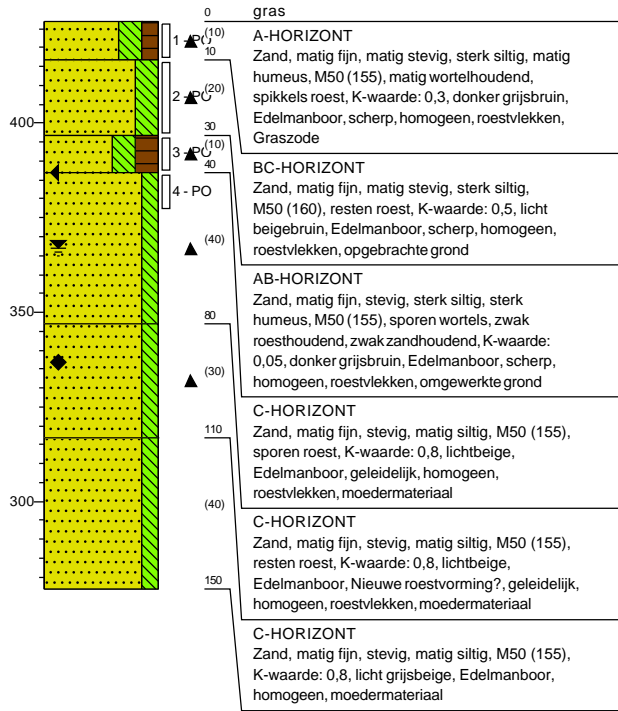 0 gras
1 - PO (10)
10
2 - PO (20)
400
30
3 - PO (10)
40
4 - PO
(40)
350
80
(30)
110
300
(40)
150
A-HORIZONT
Zand, matig fijn, matig stevig, sterk siltig, matig
humeus, M50 (155), matig wortelhoudend,
spikkels roest, K-waarde: 0,3, donker grijsbruin,
Edelmanboor, scherp, homogeen, roestvlekken,
Graszode
BC-HORIZONT
Zand, matig fijn, matig stevig, sterk siltig,
M50 (160), resten roest, K-waarde: 0,5, licht
beigebruin, Edelmanboor, scherp, homogeen,
roestvlekken, opgebrachte grond
AB-HORIZONT
Zand, matig fijn, stevig, sterk siltig, sterk
humeus, M50 (155), sporen wortels, zwak
roesthoudend, zwak zandhoudend, K-waarde:
0,05, donker grijsbruin, Edelmanboor, scherp,
homogeen, roestvlekken, omgewerkte grond
C-HORIZONT
Zand, matig fijn, stevig, matig siltig, M50 (155),
sporen roest, K-waarde: 0,8, lichtbeige,
Edelmanboor, geleidelijk, homogeen,
roestvlekken, moedermateriaal
C-HORIZONT
Zand, matig fijn, stevig, matig siltig, M50 (155),
resten roest, K-waarde: 0,8, lichtbeige,
Edelmanboor, Nieuwe roestvorming?, geleidelijk,
homogeen, roestvlekken, moedermateriaal
C-HORIZONT
Zand, matig fijn, stevig, matig siltig, M50 (155),
K-waarde: 0,8, licht grijsbeige, Edelmanboor,
homogeen, moedermateriaal